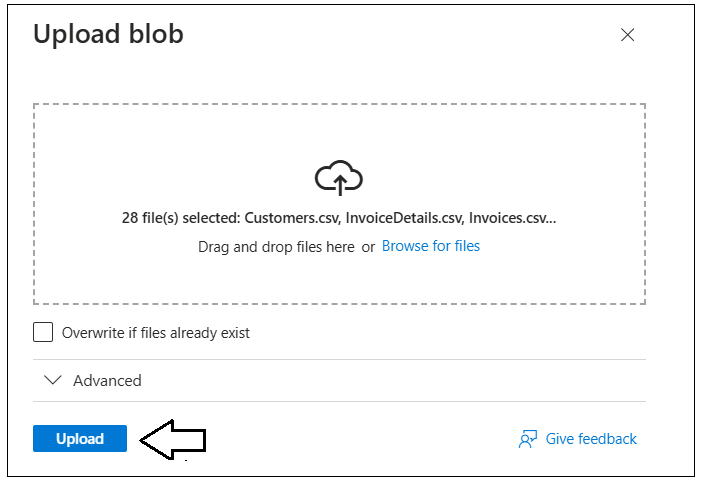 Upload blob
28 file(s) selected: Customers.csv, InvoiceDetails.csv, Invoices.csv...
Drag and drop files here or Browse for files
Overwrite if files already exist
Advanced
Upload
Give feedback